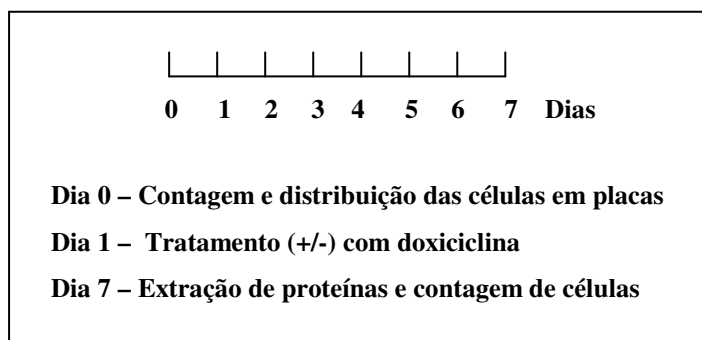 0 1 2 3 4 5 6 7 Dias
Dia 0 – Contagem e distribuição das células em placas
Dia 1 – Tratamento (+/-) com doxiciclina
Dia 7 – Extração de proteínas e contagem de células